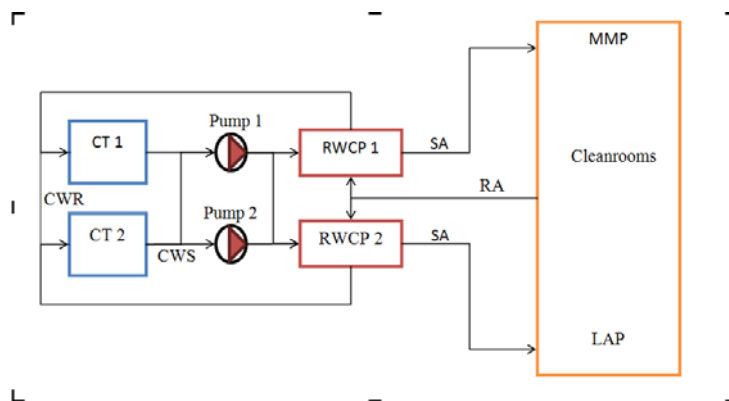 MMP
Pump 1
CT 1
RWCP 1
SA
Cleanrooms
RA
CWR
Pump 2
CT 2
CWS
RWCP 2
SA
LAP